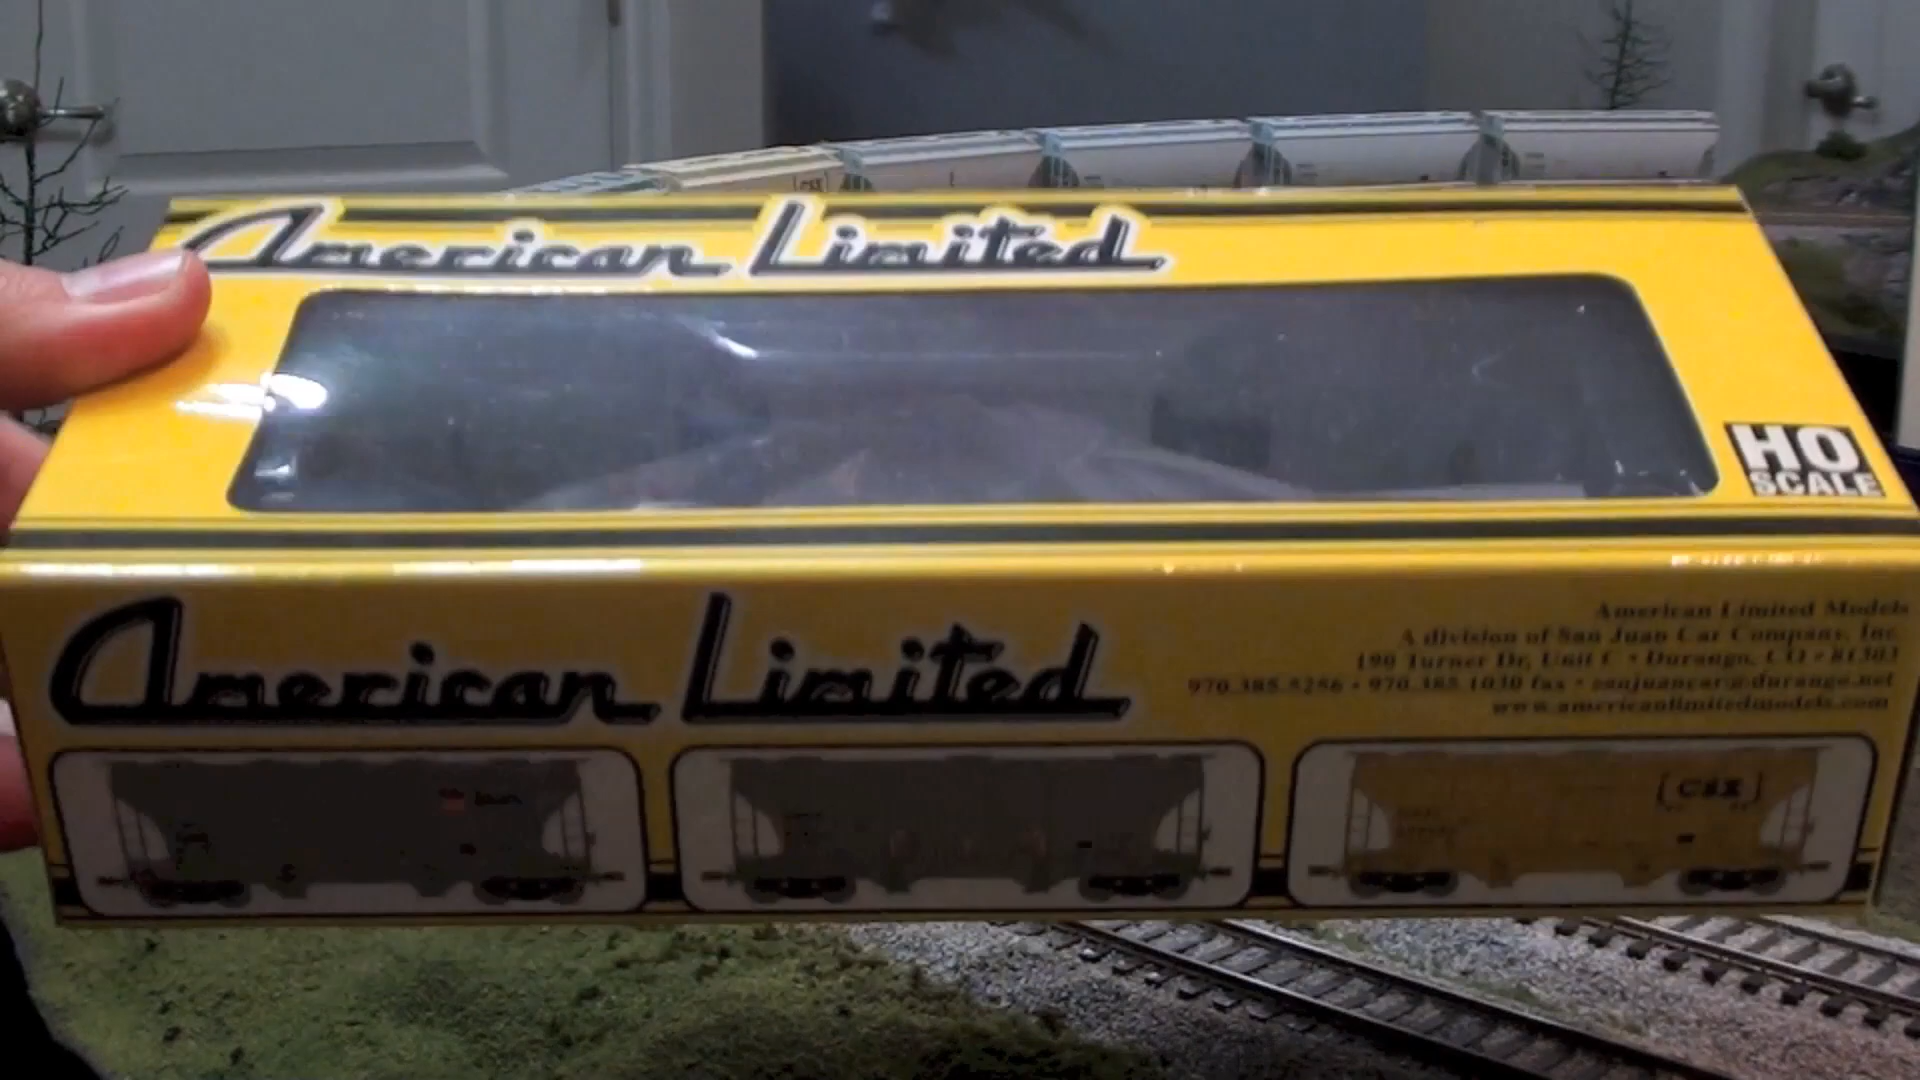 American Limited
HO
SCALE
American Limited
American Limited Models
A division of San Juan Car Company, Inc
190 Turner Dr, Unit C • Durango, CO • 81303
970.385.5256 • 970.385.1030 fax • sanjuancar@durango.net
www.americanlimitedmodels.com
CSX
CSX